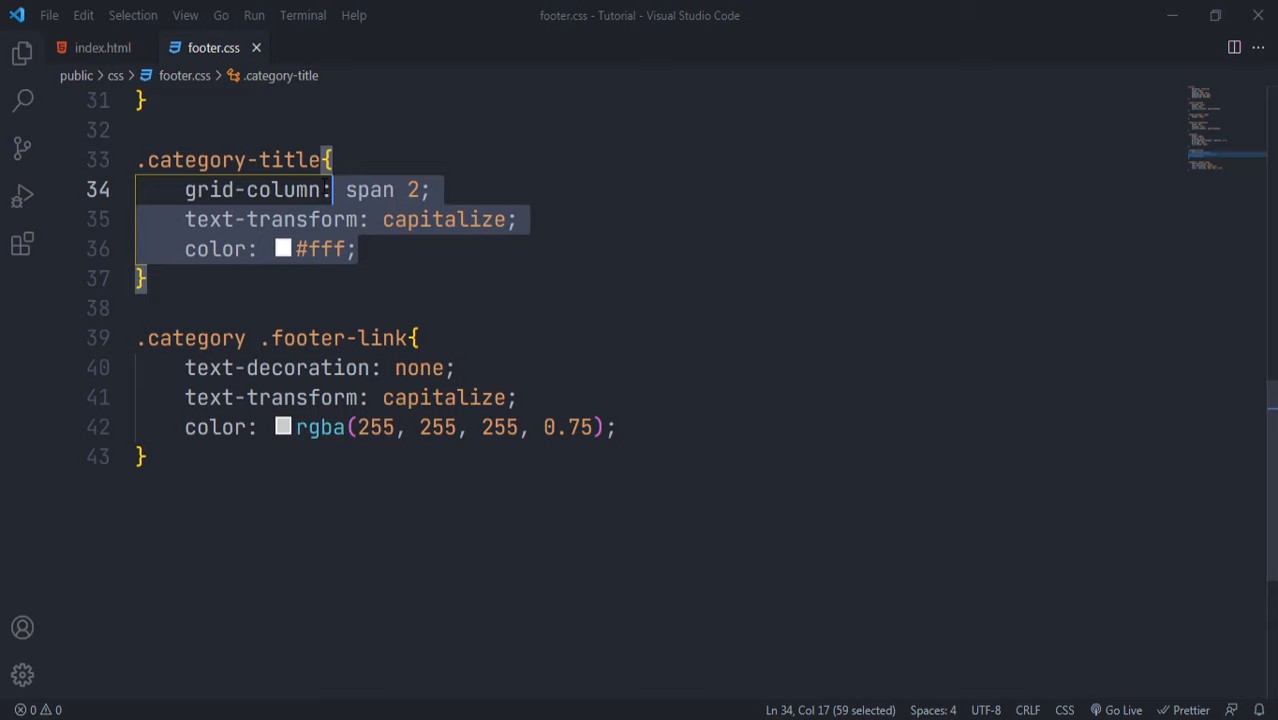 File Edit Selection View Go Run Terminal Help footer.css - Tutorial - Visual Studio Code
index.html footer.css
public > css > footer.css > .category-title
31 }
32
33 .category-title{
34 grid-column: span 2;
35 text-transform: capitalize;
36 color: #fff;
37 }
38
39 .category .footer-link{
40 text-decoration: none;
41 text-transform: capitalize;
42 color: rgba(255, 255, 255, 0.75);
43 }
0 0 Ln 34, Col 17 (59 selected) Spaces: 4 UTF-8 CRLF CSS Go Live Prettier